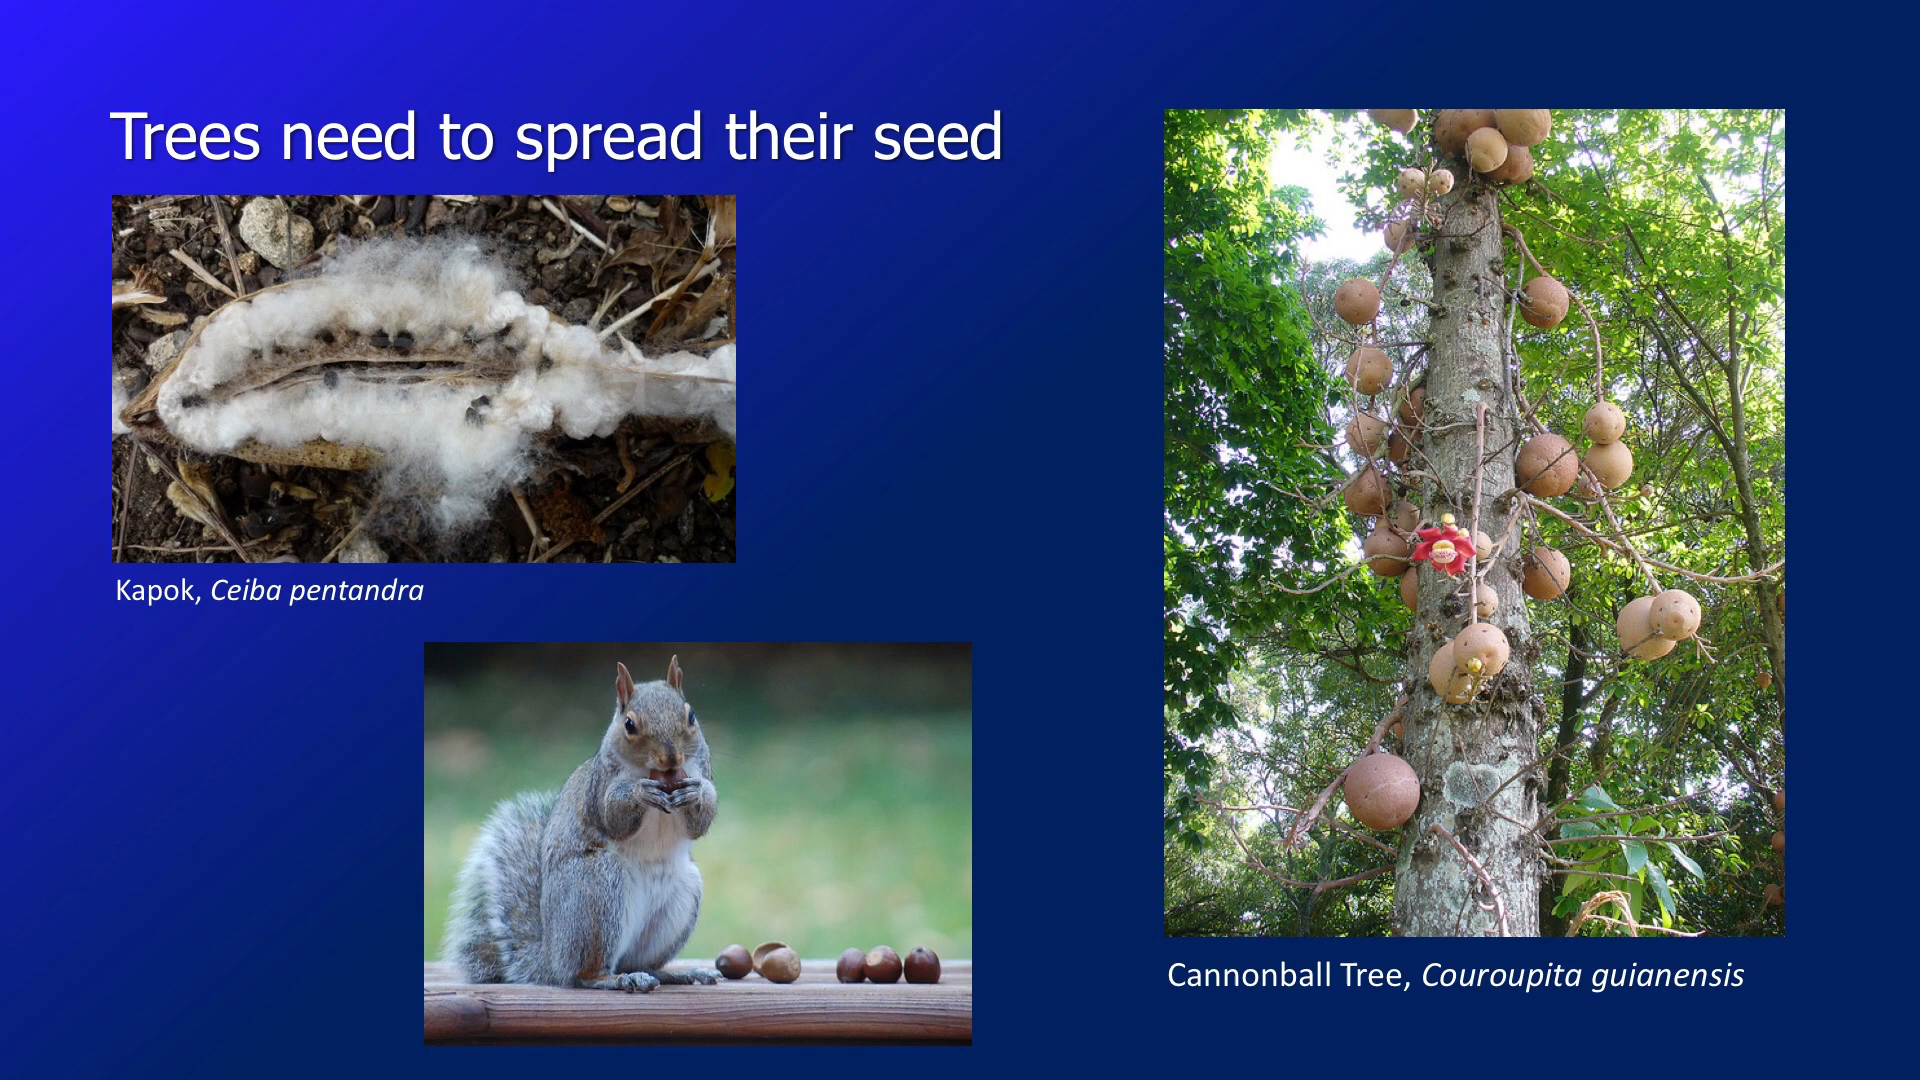 Trees need to spread their seed
Kapok, Ceiba pentandra
Cannonball Tree, Couroupita guianensis